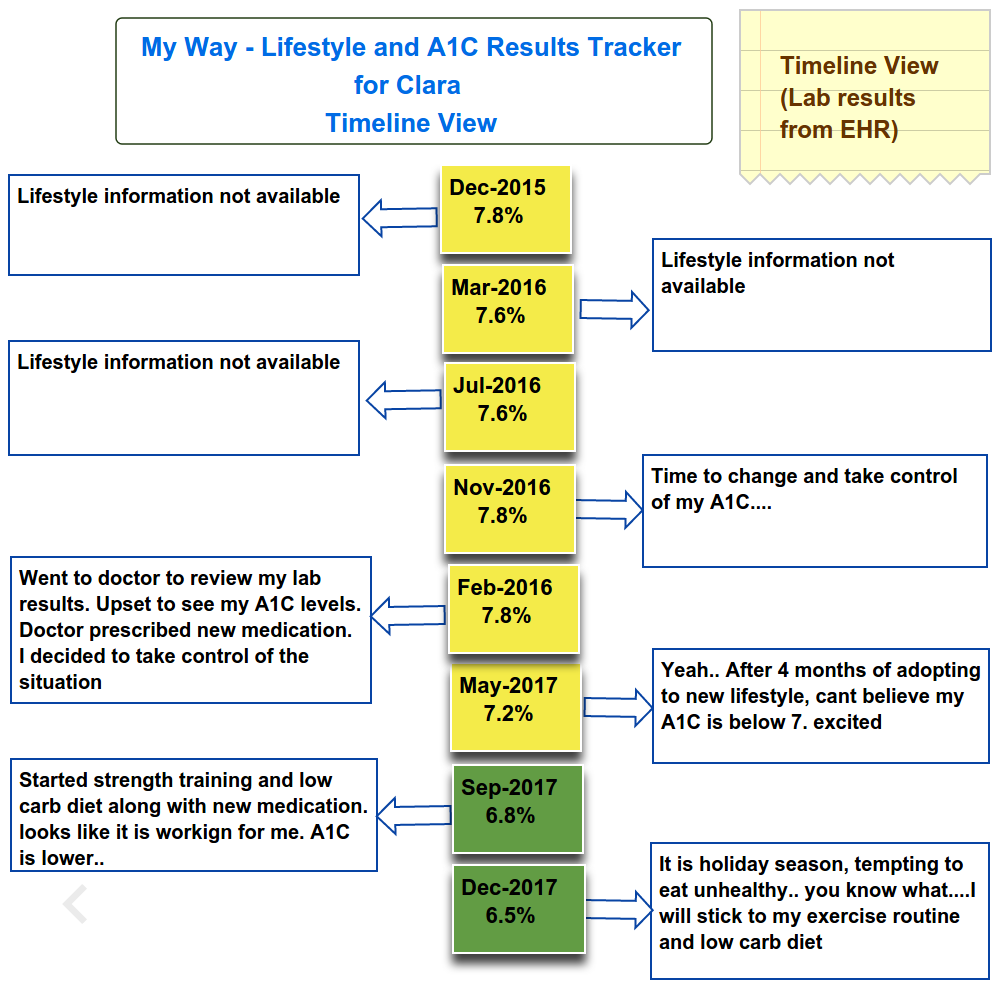 My Way - Lifestyle and A1C Results Tracker
for Clara
Timeline View
Timeline View
(Lab results
from EHR)
Dec-2015
7.8%
Lifestyle information not available
Mar-2016
7.6%
Lifestyle information not
available
Jul-2016
7.6%
Lifestyle information not available
Nov-2016
7.8%
Time to change and take control
of my A1C....
Feb-2016
7.8%
Went to doctor to review my lab
results. Upset to see my A1C levels.
Doctor prescribed new medication.
I decided to take control of the
situation
May-2017
7.2%
Yeah.. After 4 months of adopting
to new lifestyle, cant believe my
A1C is below 7. excited
Sep-2017
6.8%
Started strength training and low
carb diet along with new medication.
looks like it is workign for me. A1C
is lower..
Dec-2017
6.5%
It is holiday season, tempting to
eat unhealthy.. you know what....I
will stick to my exercise routine
and low carb diet